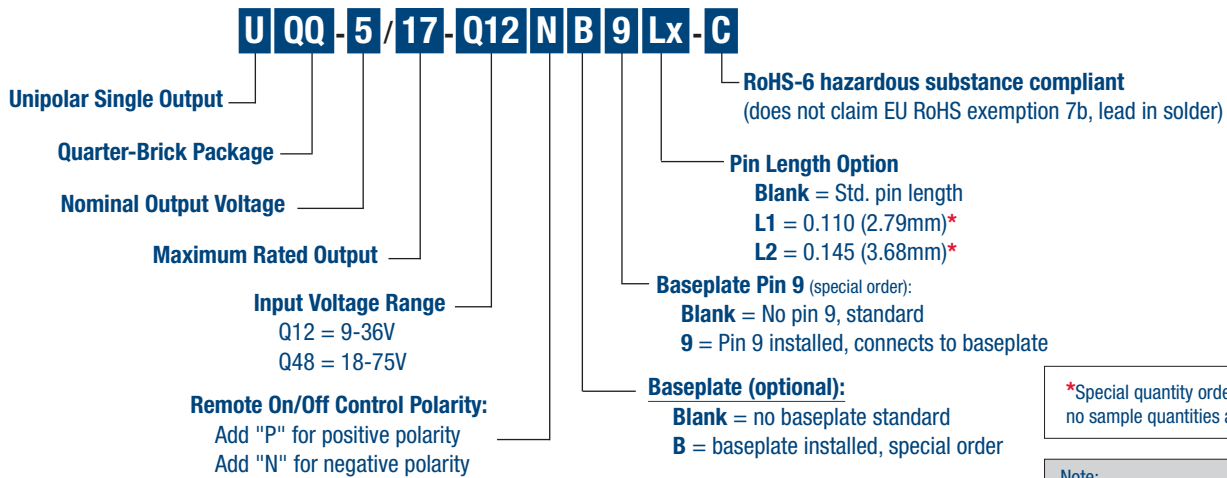 U QQ - 5 / 17 - Q12 N B 9 Lx - C
RoHS-6 hazardous substance compliant
(does not claim EU RoHS exemption 7b, lead in solder)
Unipolar Single Output
Quarter-Brick Package
Nominal Output Voltage
Maximum Rated Output
Input Voltage Range
Q12 = 9-36V
Q48 = 18-75V
Remote On/Off Control Polarity:
Add "P" for positive polarity
Add "N" for negative polarity
Pin Length Option
Blank = Std. pin length
L1 = 0.110 (2.79mm)*
L2 = 0.145 (3.68mm)*
Baseplate Pin 9 (special order):
Blank = No pin 9, standard
9 = Pin 9 installed, connects to baseplate
Baseplate (optional):
Blank = no baseplate standard
B = baseplate installed, special order
*Special quantity
no sample quantities
Note: